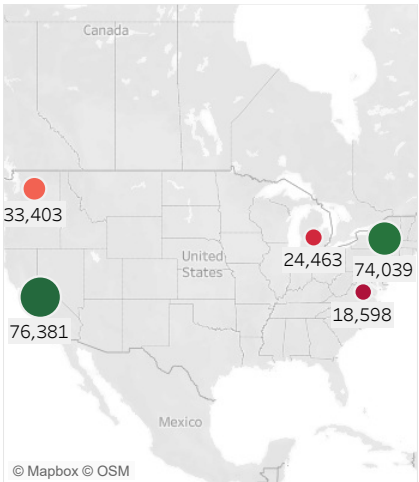 Canada
33,403
United
States
24,463
74,039
18,598
76,381
Mexico
© Mapbox © OSM